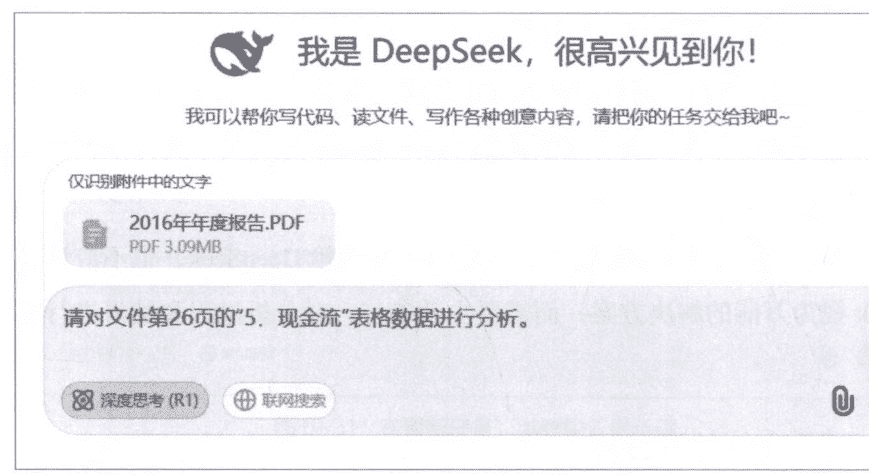 我是 DeepSeek，很高兴见到你！
我可以帮你写代码、读文件、写作各种创意内容，请把你的任务交给我吧~
仅识别附件中的文字
2016年年度报告.PDF
PDF 3.09MB
请对文件第26页的“5．现金流”表格数据进行分析。
深度思考 (R1) 联网搜索